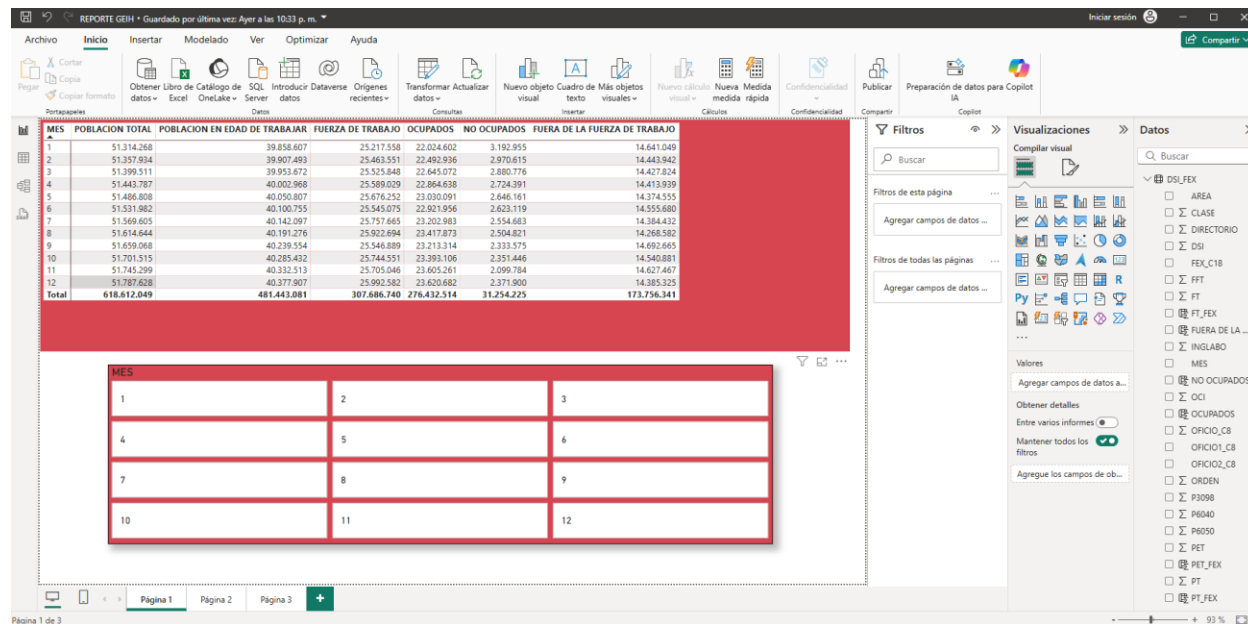 REPORTE GEIH • Guardado por última vez: Ayer a las 10:33 p. m.
Iniciar sesión
Archivo Inicio Insertar Modelado Ver Optimizar Ayuda
Compartir
Pegar
Cortar
Copia
Copiar formato
Obtener datos
Libro de Excel
Catálogo de OneLake
SQL Server
Introducir datos
Dataverse
Orígenes recientes
Transformar datos
Actualizar
Nuevo objeto visual
Cuadro de texto
Más objetos visuales
Nuevo cálculo visual
Nueva medida
Medida rápida
Confidencialidad
Publicar
Preparación de datos para IA
Copilot
Portapapeles Datos Consultas Insertar Cálculos Confidencialidad Compartir Copilot
MES POBLACION TOTAL POBLACION EN EDAD DE TRABAJAR FUERZA DE TRABAJO OCUPADOS NO OCUPADOS FUERA DE LA FUERZA DE TRABAJO
1 51.314.268 39.858.607 25.217.558 22.024.602 3.192.955 14.641.049
2 51.357.934 39.907.493 25.463.551 22.492.936 2.970.615 14.443.942
3 51.399.511 39.953.672 25.525.848 22.645.072 2.880.776 14.427.824
4 51.443.787 40.002.968 25.589.029 22.864.638 2.724.391 14.413.939
5 51.486.808 40.050.807 25.676.252 23.030.091 2.646.161 14.374.555
6 51.531.982 40.100.755 25.545.075 22.921.956 2.623.119 14.555.680
7 51.569.605 40.142.097 25.757.665 23.202.983 2.554.683 14.384.432
8 51.614.644 40.191.276 25.922.694 23.417.873 2.504.821 14.268.582
9 51.659.068 40.239.554 25.546.889 23.213.314 2.333.575 14.692.665
10 51.701.515 40.285.432 25.744.551 23.393.106 2.351.446 14.540.881
11 51.745.299 40.332.513 25.705.046 23.605.261 2.099.784 14.627.467
12 51.787.628 40.377.907 25.992.582 23.620.682 2.371.900 14.385.325
Total 618.612.049 481.443.081 307.686.740 276.432.514 31.254.225 173.756.341
MES
1 2 3
4 5 6
7 8 9
10 11 12
Filtros
Buscar
Filtros de esta página ...
Agregar campos de datos ...
Filtros de todas las páginas ...
Agregar campos de datos ...
Visualizaciones
Compilar visual
R
Py
...
Valores
Agregar campos de datos a...
Obtener detalles
Entre varios informes
Mantener todos los filtros
Agregue los campos de ob...
Datos
Buscar
DSI_FEX
AREA
CLASE
DIRECTORIO
DSI
FEX_C18
FFT
FT
FT_FEX
FUERA DE LA ...
INGLABO
MES
NO OCUPADOS
OCI
OCUPADOS
OFICIO_C8
OFICIO1_C8
OFICIO2_C8
ORDEN
P3098
P6040
P6050
PET
PET_FEX
PT
PT_FEX
Página 1 Página 2 Página 3 +
Página 1 de 3
- + 93 %